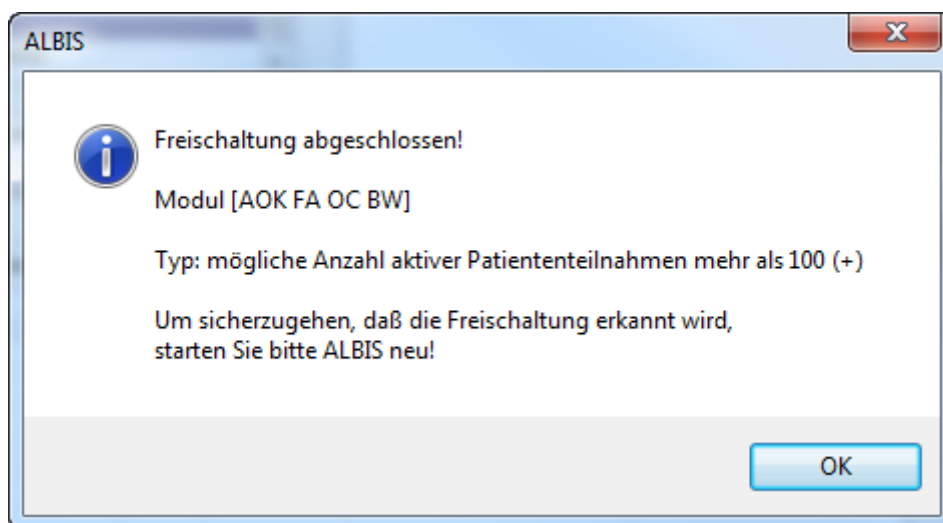 ALBIS
Freischaltung abgeschlossen!
Modul [AOK FA OC BW]
Typ: mögliche Anzahl aktiver Patiententeilnahmen mehr als 100 (+)
Um sicherzugehen, daß die Freischaltung erkannt wird,
starten Sie bitte ALBIS neu!
OK